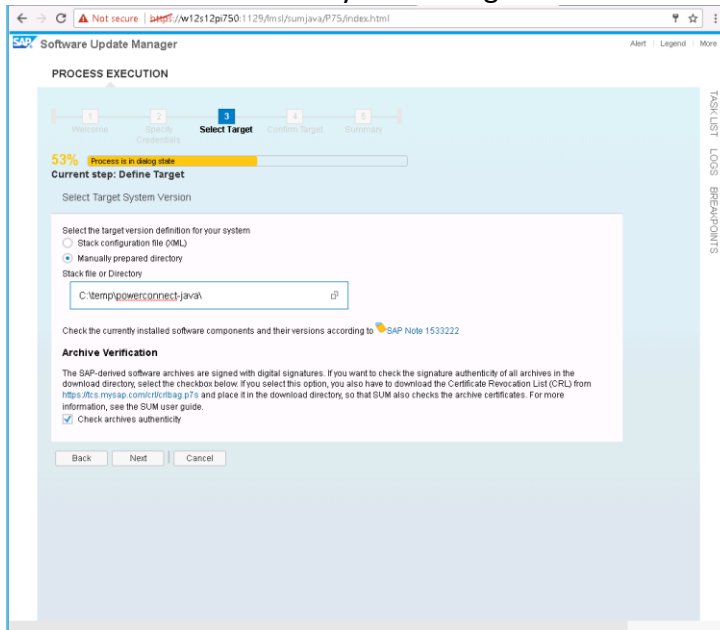 Not secure | https://w12s12pi750:1129/lmsl/sumjava/P75/index.html
SAP Software Update Manager
Alert | Legend | More
PROCESS EXECUTION
1 2 3 4 5
Welcome Specify Credentials Select Target Confirm Target Summary
53% Process is in dialog state
Current step: Define Target
Select Target System Version
Select the target version definition for your system
Stack configuration file (XML)
Manually prepared directory
Stack file or Directory
C:\temp\powerconnect-java\
Check the currently installed software components and their versions according to SAP Note 1533222
Archive Verification
The SAP-derived software archives are signed with digital signatures. If you want to check the signature authenticity of all archives in the
download directory, select the checkbox below. If you select this option, you also have to download the Certificate Revocation List (CRL) from
https://tcs.mysap.com/crl/crlbag.p7s and place it in the download directory, so that SUM also checks the archive certificates. For more
information, see the SUM user guide.
Check archives authenticity
Back Next Cancel
TASK LIST LOGS BREAKPOINTS